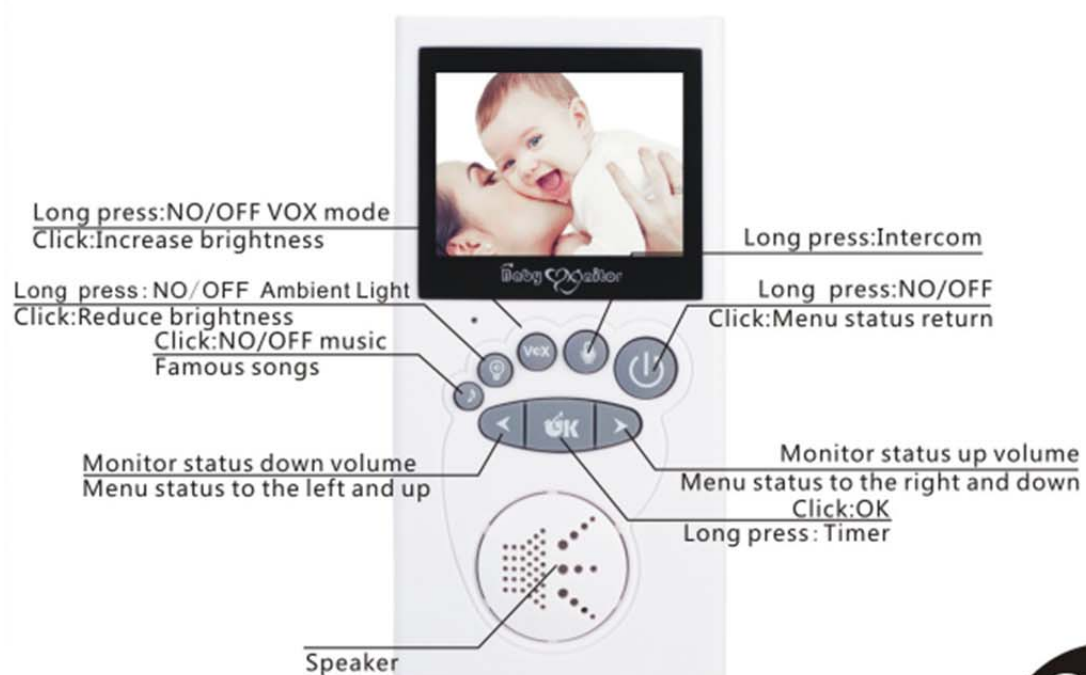 Long press:NO/OFF VOX mode
Click:Increase brightness
Long press:NO/OFF Ambient Light
Click:Reduce brightness
Click:NO/OFF music
Famous songs
Monitor status down volume
Menu status to the left and up
Speaker
Baby Monitor
VOX
OK
Long press:Intercom
Long press:NO/OFF
Click:Menu status return
Monitor status up volume
Menu status to the right and down
Click:OK
Long press:Timer